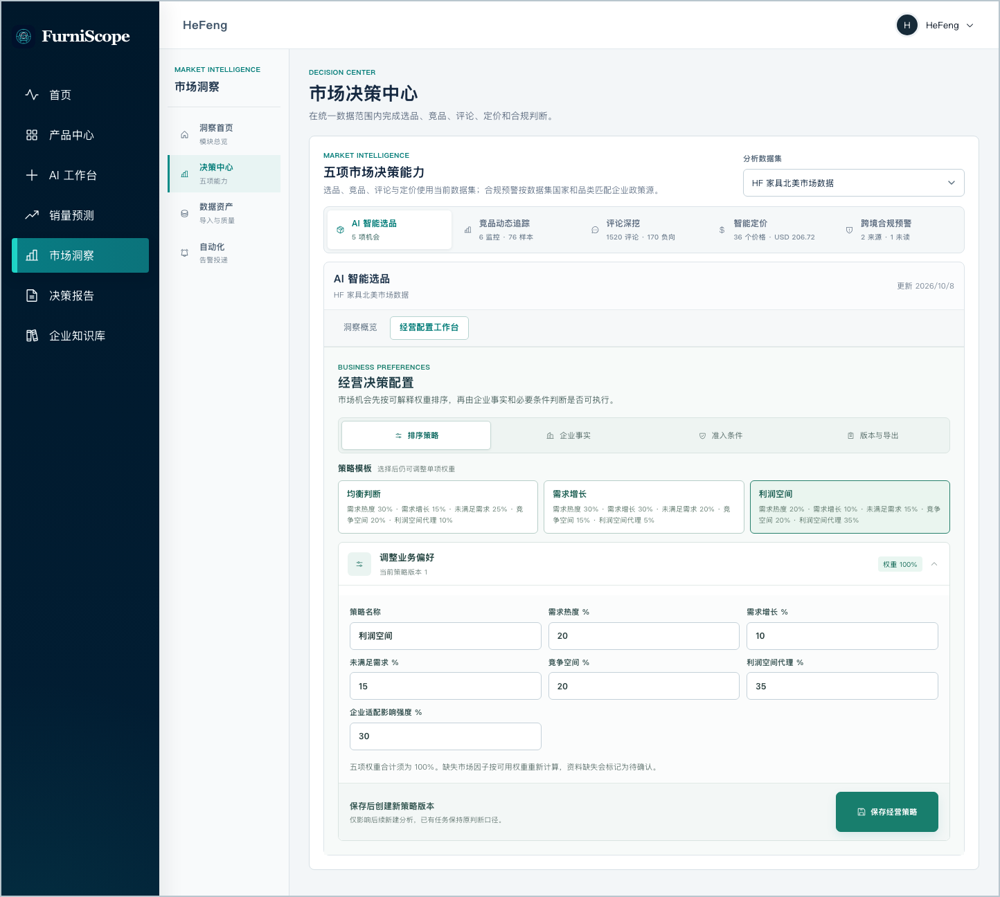 FurniScope
首页
产品中心
AI 工作台
销量预测
市场洞察
决策报告
企业知识库
HeFeng
H
HeFeng
MARKET INTELLIGENCE
市场洞察
洞察首页
模块总览
决策中心
五项能力
数据资产
导入与质量
自动化
告警投递
DECISION CENTER
市场决策中心
在统一数据范围内完成选品、竞品、评论、定价和合规判断。
MARKET INTELLIGENCE
五项市场决策能力
选品、竞品、评论与定价使用当前数据集；合规预警按数据集国家和品类匹配企业政策源。
分析数据集
HF 家具北美市场数据
AI 智能选品
5 项机会
竞品动态追踪
6 监控 · 76 样本
评论深挖
1520 评论 · 170 负向
智能定价
36 个价格 · USD 206.72
跨境合规预警
2 来源 · 1 未读
AI 智能选品
HF 家具北美市场数据
更新 2026/10/8
洞察概览
经营配置工作台
BUSINESS PREFERENCES
经营决策配置
市场机会先按可解释权重排序，再由企业事实和必要条件判断是否可执行。
排序策略
企业事实
准入条件
版本与导出
策略模板 选择后仍可调整单项权重
均衡判断
需求热度 30% · 需求增长 15% · 未满足需求 25% · 竞
争空间 20% · 利润空间代理 10%
需求增长
需求热度 30% · 需求增长 30% · 未满足需求 20% · 竞
争空间 15% · 利润空间代理 5%
利润空间
需求热度 20% · 需求增长 10% · 未满足需求 15% · 竞争
空间 20% · 利润空间代理 35%
调整业务偏好
当前策略版本 1
权重 100%
策略名称
利润空间
需求热度 %
20
需求增长 %
10
未满足需求 %
15
竞争空间 %
20
利润空间代理 %
35
企业适配影响强度 %
30
五项权重合计须为 100%。缺失市场因子按可用权重重新计算，资料缺失会标记为待确认。
保存后创建新策略版本
仅影响后续新建分析，已有任务保持原判断口径。
保存经营策略